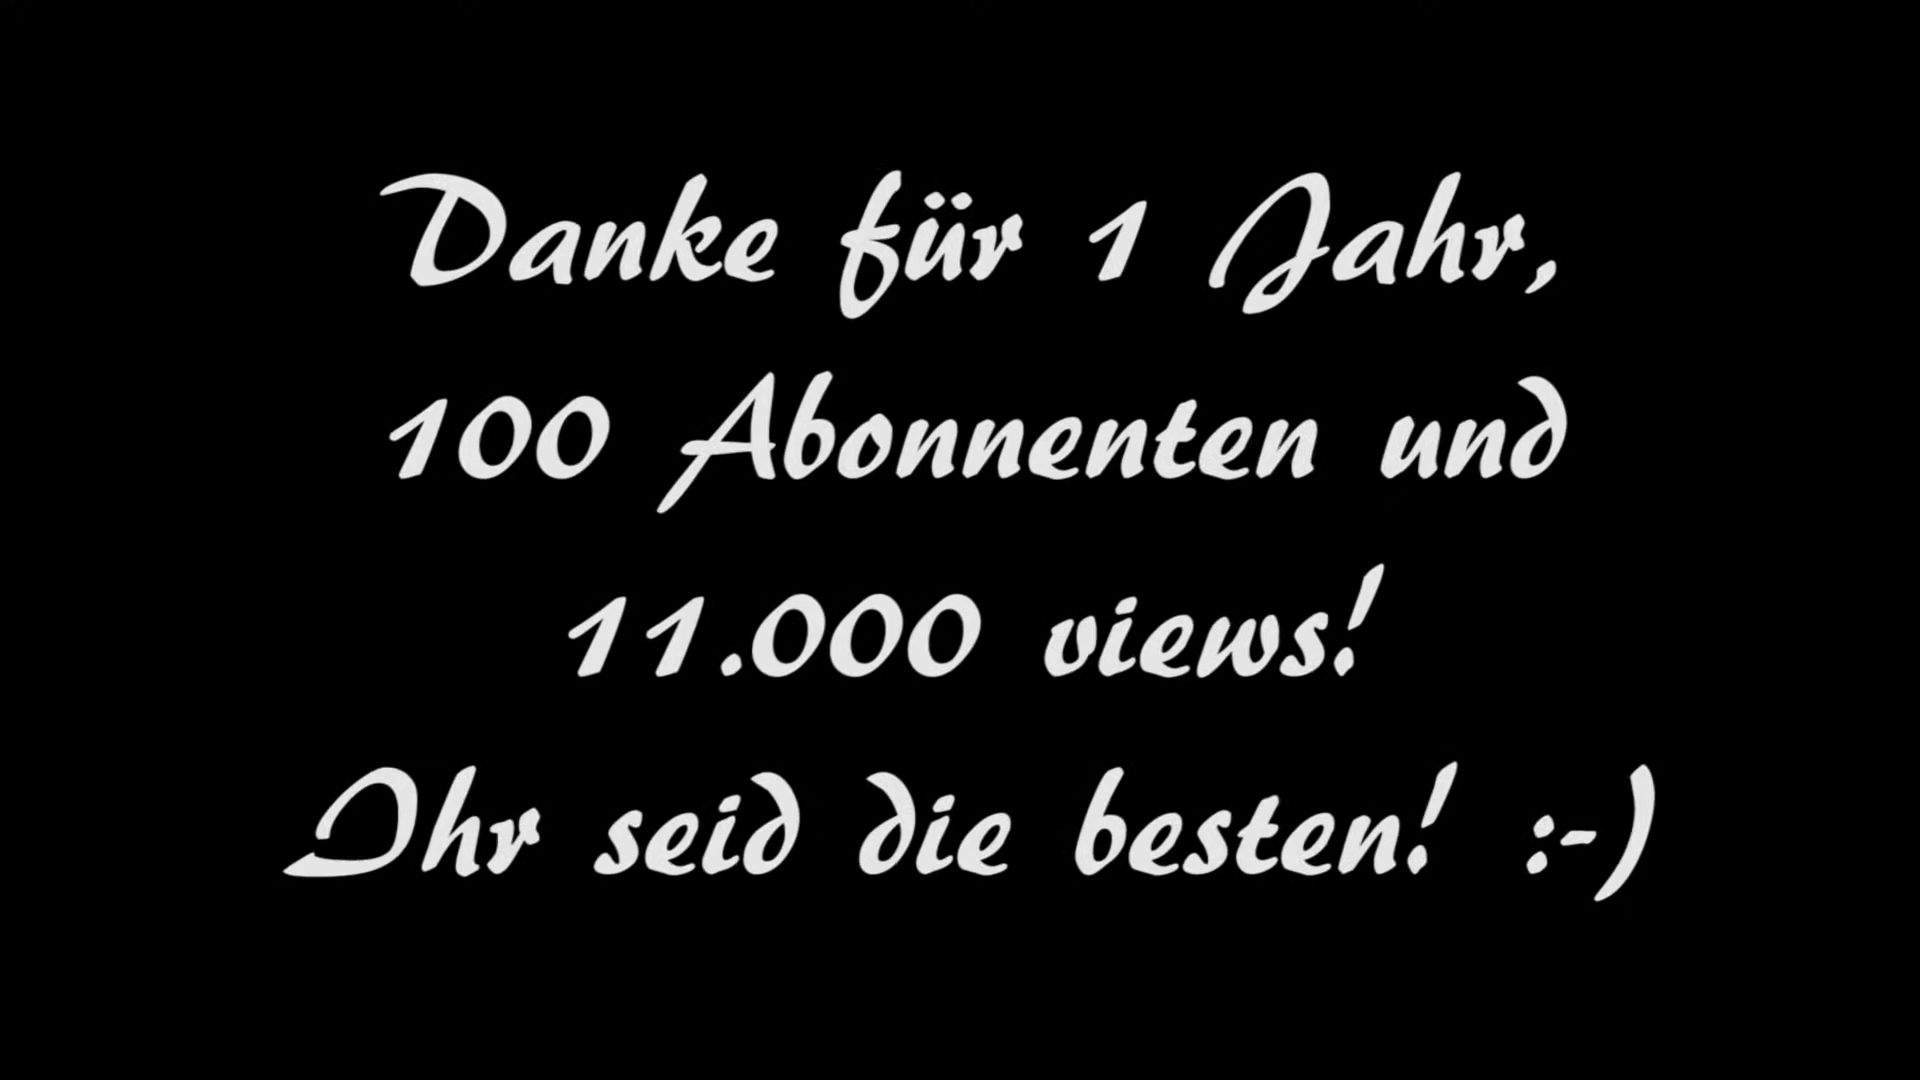 Danke für 1 Jahr,
100 Abonnenten und
11.000 views!
Ihr seid die besten! :-)